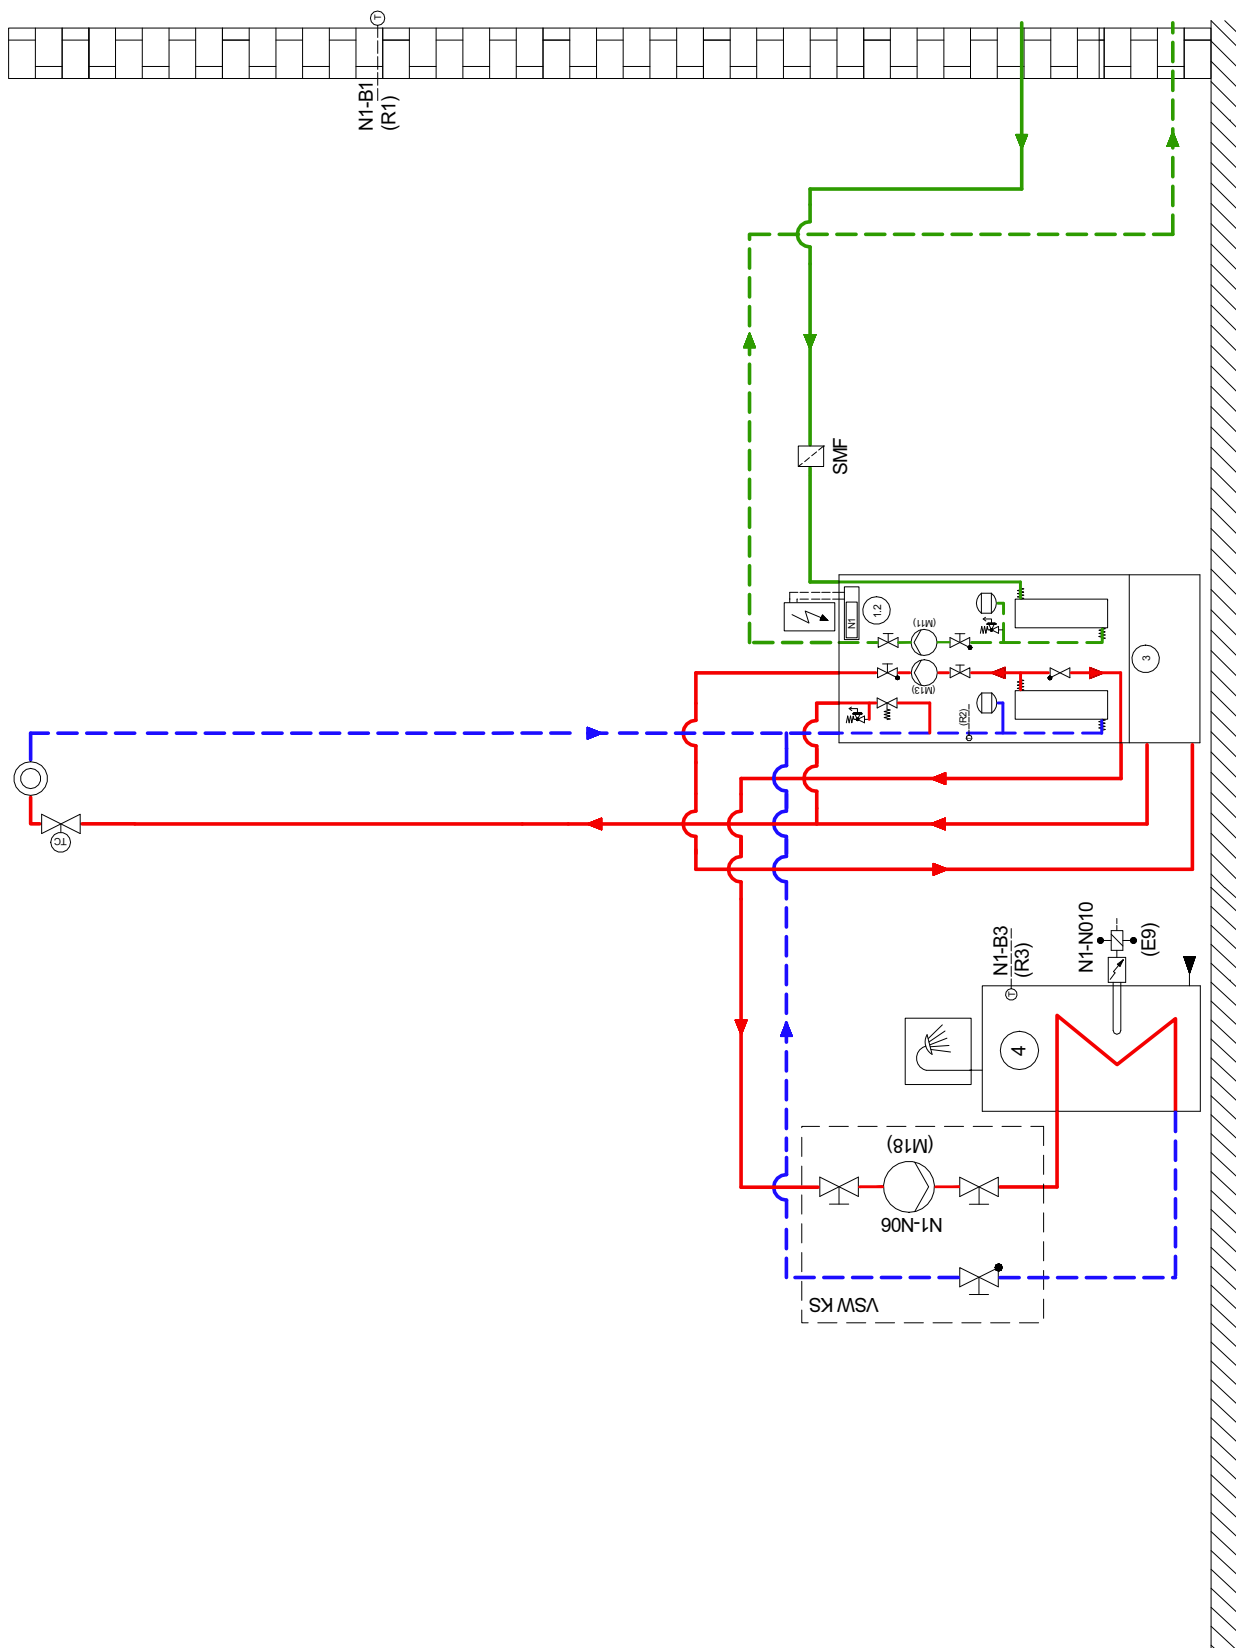 T
N1-B1
(R1)
SMF
N1
1.2
(M11)
(M13)
(R2)
3
TC
N1-B3
(R3)
T
N1-N010
(E9)
4
(M18)
N1-N06
VSW KS